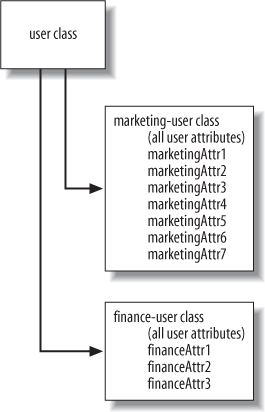 user class
marketing-user class
(all user attributes)
marketingAttr1
marketingAttr2
marketingAttr3
marketingAttr4
marketingAttr5
marketingAttr6
marketingAttr7
finance-user class
(all user attributes)
financeAttr1
financeAttr2
financeAttr3